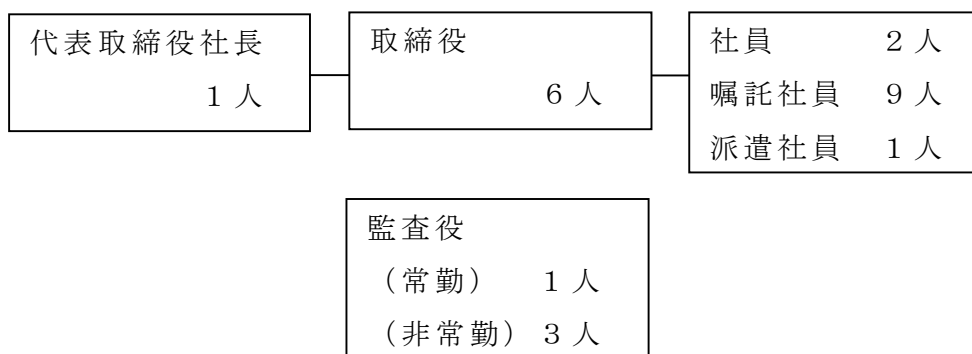 代表取締役社長
１人
取締役
６人
社員　２人
嘱託社員　９人
派遣社員　１人
監査役
（常勤）　１人
（非常勤）３人